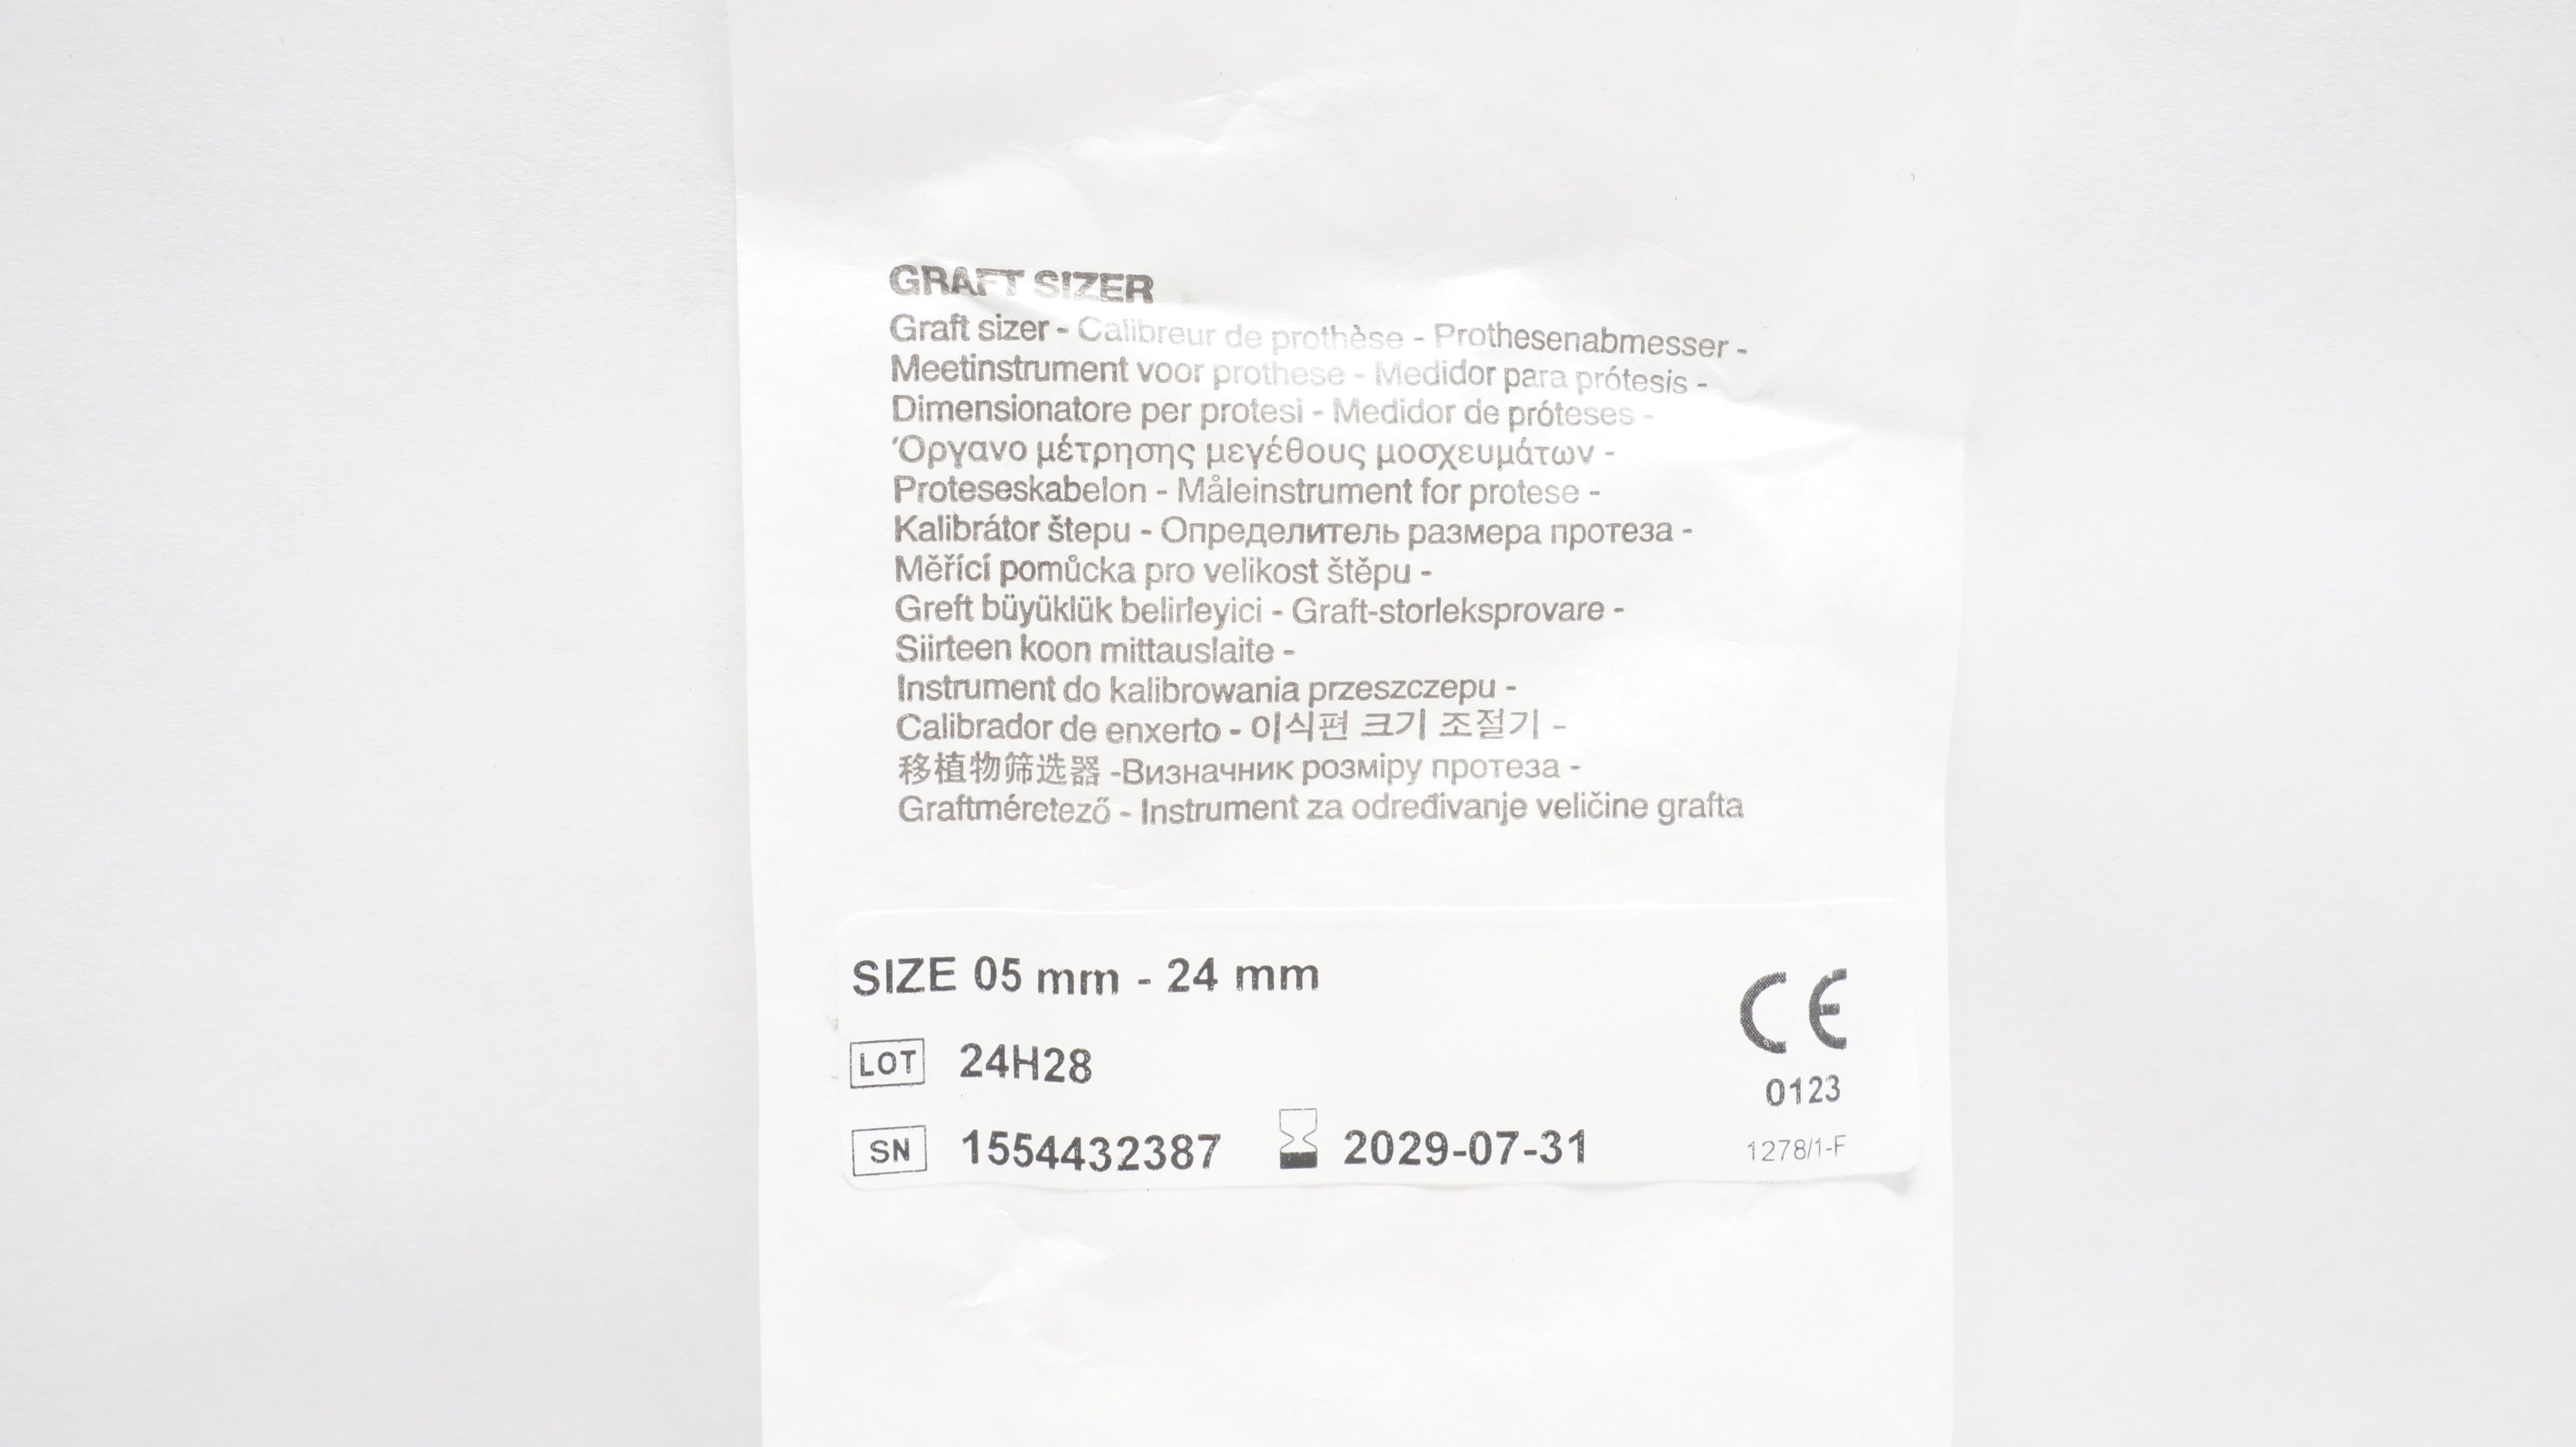 GRAFT SIZER
Graft sizer - Calibreur de prothèse - Prothesenabmesser -
Meetinstrument voor prothese - Medidor para prótesis -
Dimensionatore per protesi - Medidor de próteses -
Όργανο μέτρησης μεγέθους μοσχευμάτων -
Proteseskabelon - Måleinstrument for protese -
Kalibrátor štepu - Определитель размера протеза -
Měřící pomůcka pro velikost štěpu -
Greft büyüklük belirleyici - Graft-storleksprovare -
Siirteen koon mittauslaite -
Instrument do kalibrowania przeszczepu -
Calibrador de enxerto - 이식편 크기 조절기 -
移植物筛选器 -Визначник розміру протеза -
Graftméretező - Instrument za određivanje veličine grafta
SIZE 05 mm - 24 mm
LOT 24H28
SN 1554432387 2029-07-31
CE
0123
1278/1-F